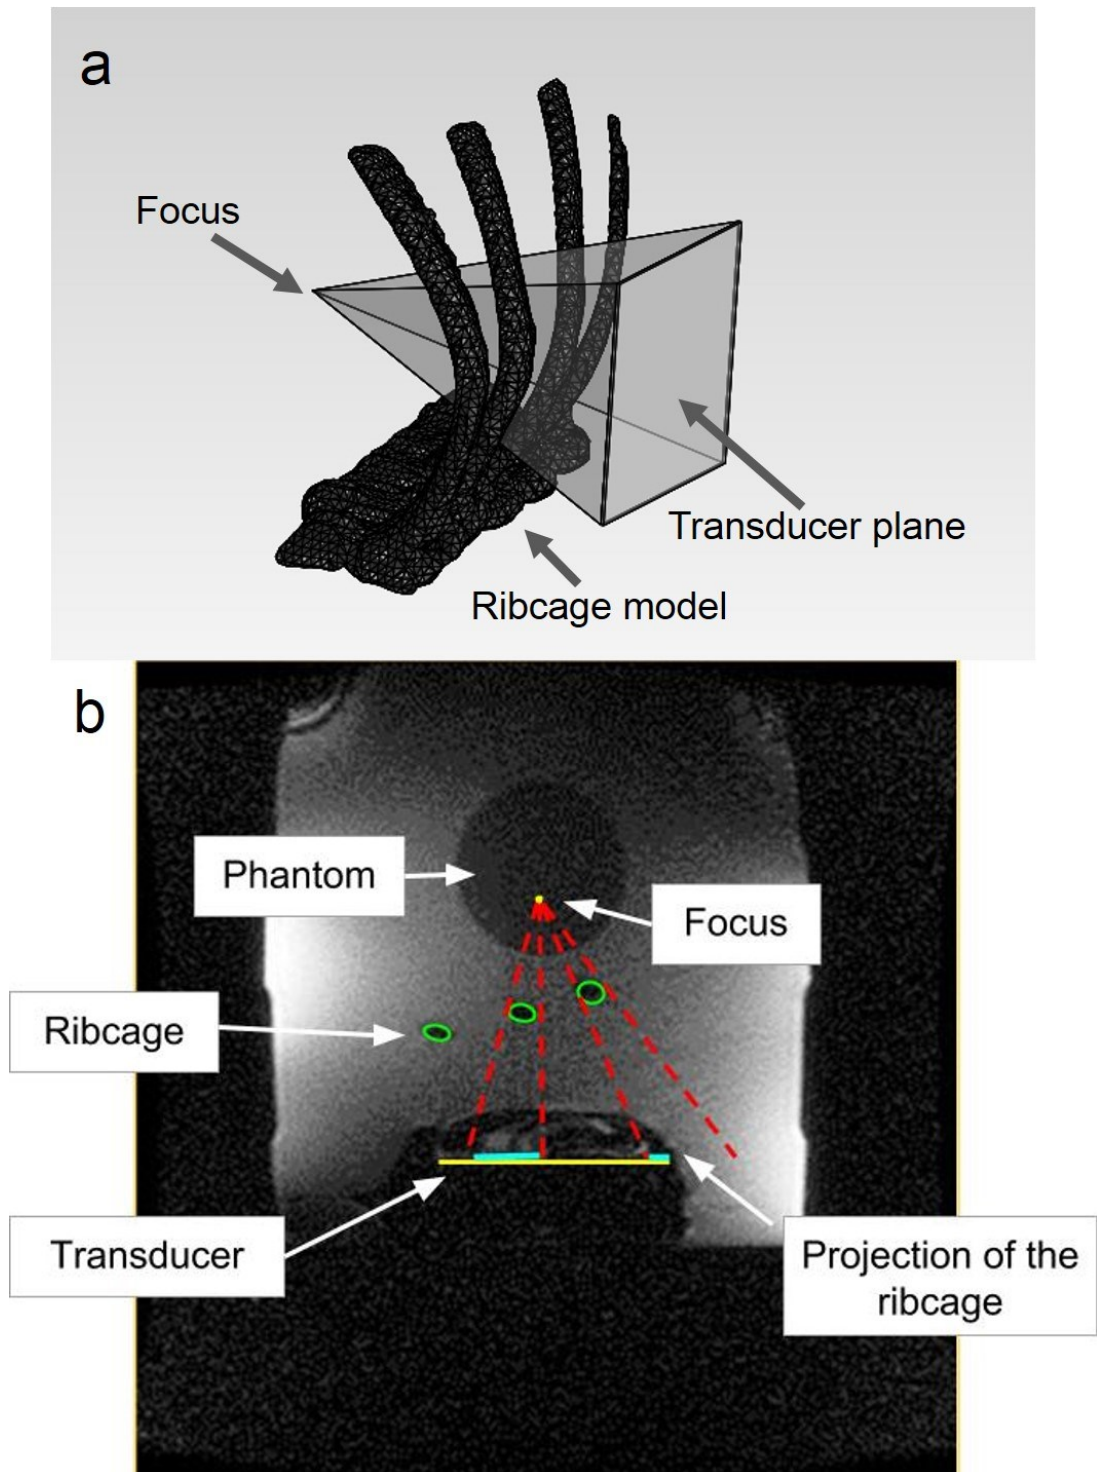 a
Focus
Transducer plane
Ribcage model
b
Phantom
Focus
Ribcage
Transducer
Projection of the
ribcage